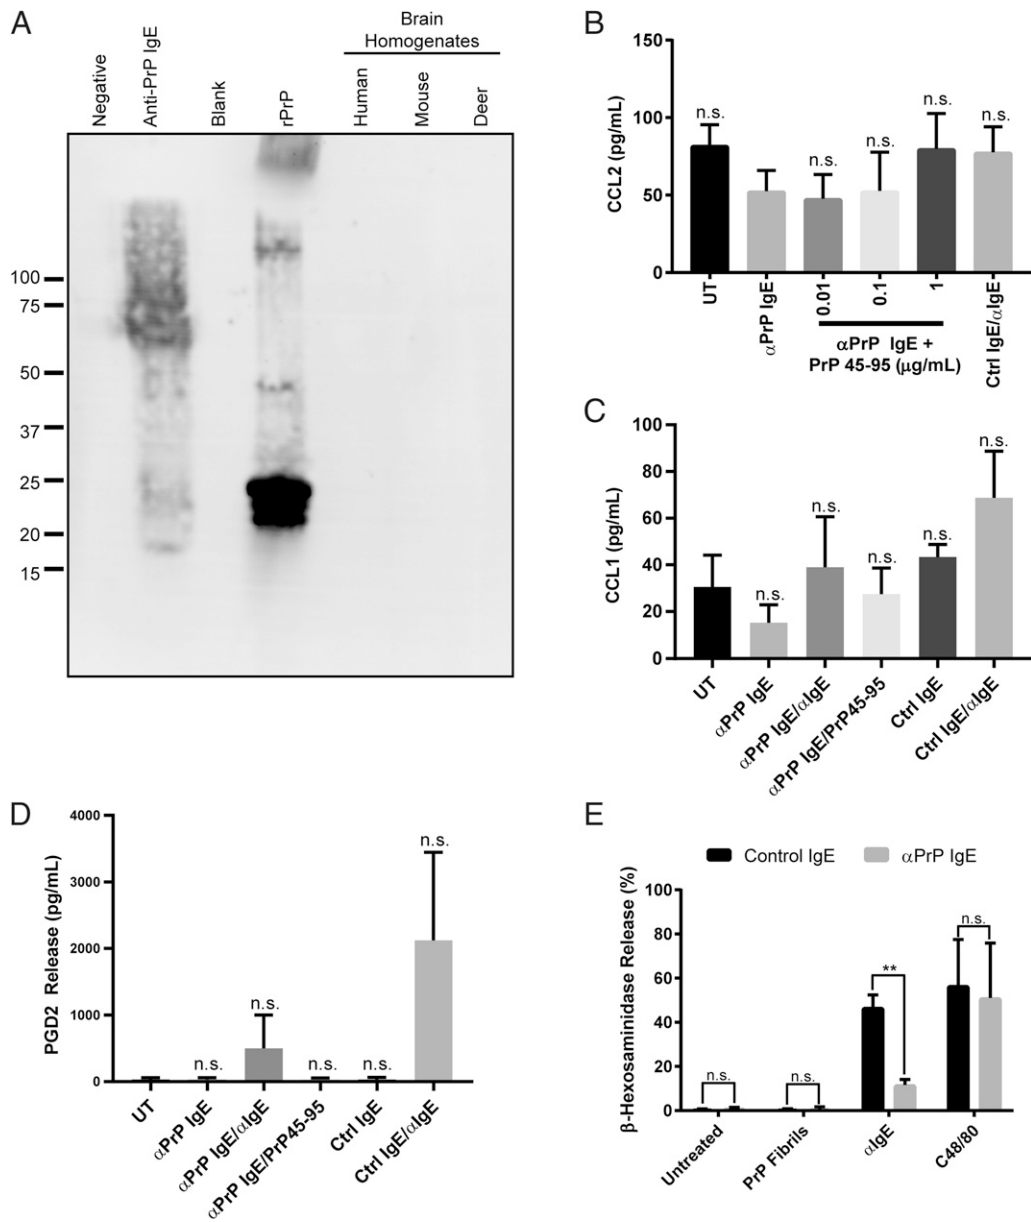 A
Brain
Homogenates
Negative
Anti-PrP IgE
Blank
rPrP
Human
Mouse
Deer
100
75
50
37
25
20
15
B
CCL2 (pg/mL)
150
100
50
0
n.s.
n.s.
n.s.
n.s.
n.s.
UT
αPrP IgE
0.01
0.1
1
Ctrl IgE/αIgE
αPrP IgE +
PrP 45-95 (μg/mL)
C
CCL1 (pg/mL)
100
80
60
40
20
0
n.s.
n.s.
n.s.
n.s.
n.s.
UT
αPrP IgE
αPrP IgE/αIgE
αPrP IgE/PrP45-95
Ctrl IgE
Ctrl IgE/αIgE
D
PGD2 Release (pg/mL)
4000
3000
2000
1000
0
n.s.
n.s.
n.s.
n.s.
n.s.
UT
αPrP IgE
αPrP IgE/αIgE
αPrP IgE/PrP45-95
Ctrl IgE
Ctrl IgE/αIgE
E
Control IgE αPrP IgE
β-Hexosaminidase Release (%)
100
80
60
40
20
0
n.s.
n.s.
**
n.s.
Untreated
PrP Fibrils
αIgE
C48/80